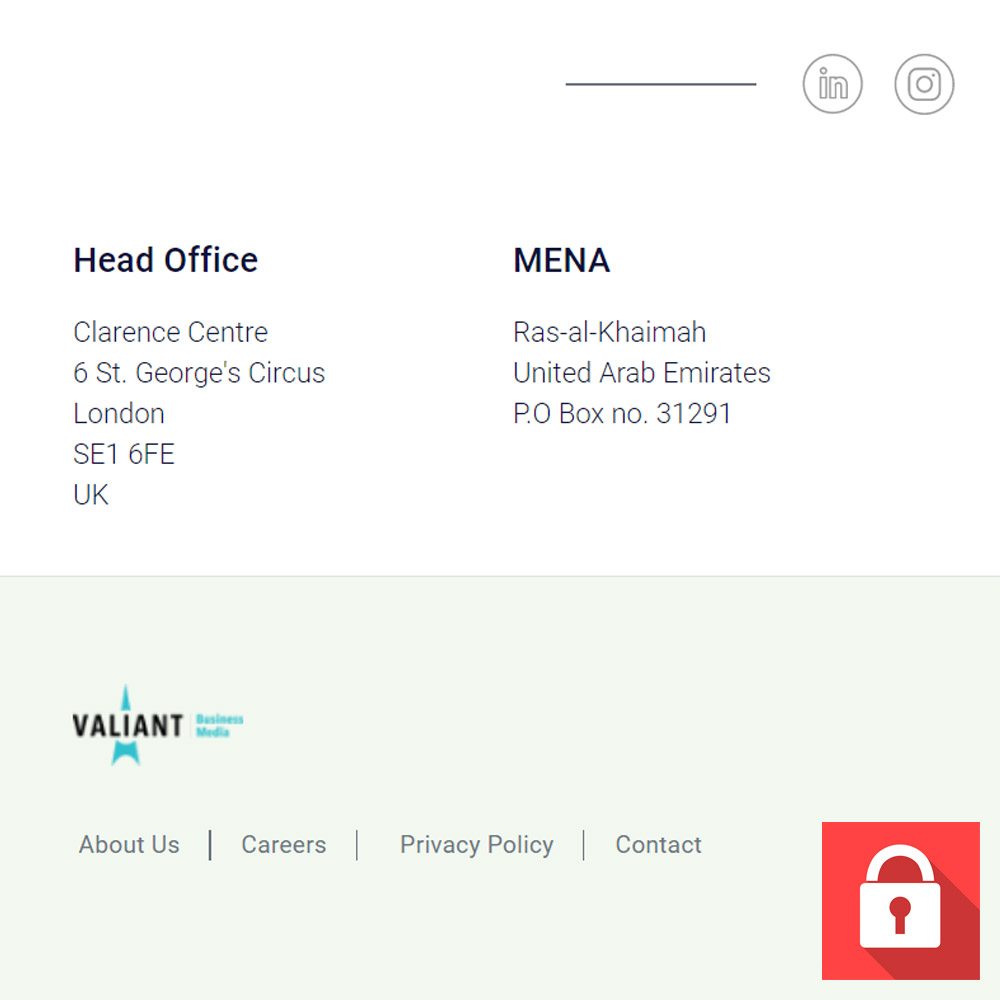 in
Head Office
Clarence Centre
6 St. George's Circus
London
SE1 6FE
UK
MENA
Ras-al-Khaimah
United Arab Emirates
P.O Box no. 31291
VALIANT
Business
Media
About Us | Careers | Privacy Policy | Contact